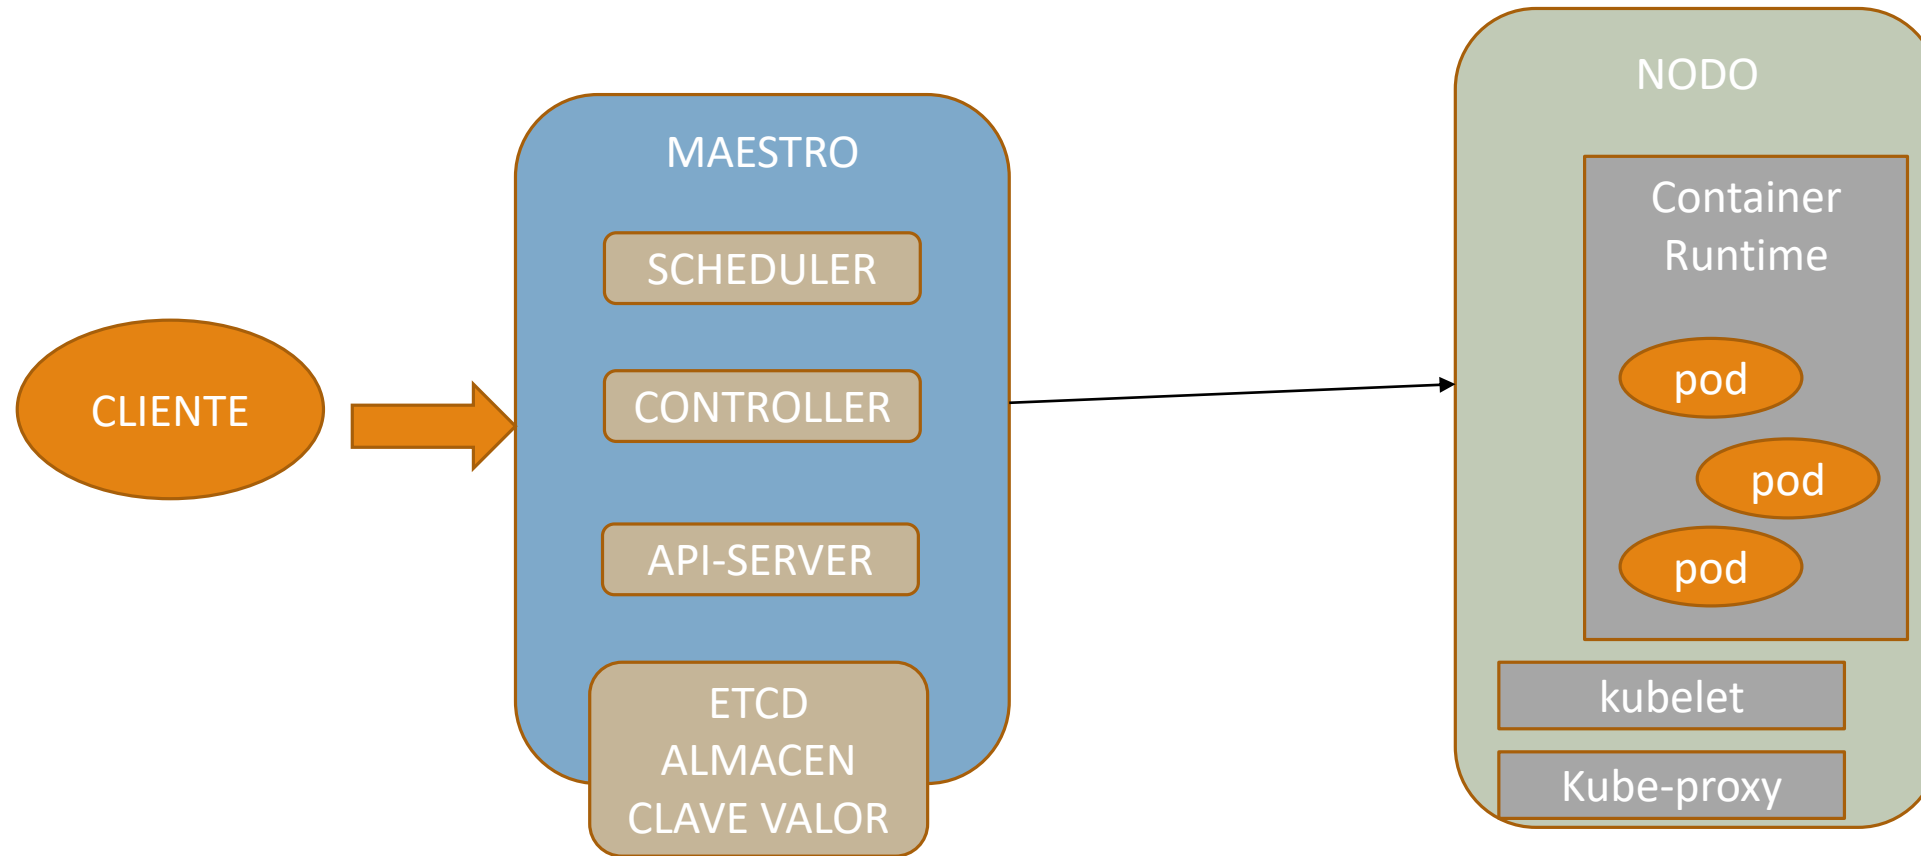 CLIENTE
MAESTRO
SCHEDULER
CONTROLLER
API-SERVER
ETCD
ALMACEN
CLAVE VALOR
NODO
Container
Runtime
pod
pod
pod
kubelet
Kube-proxy